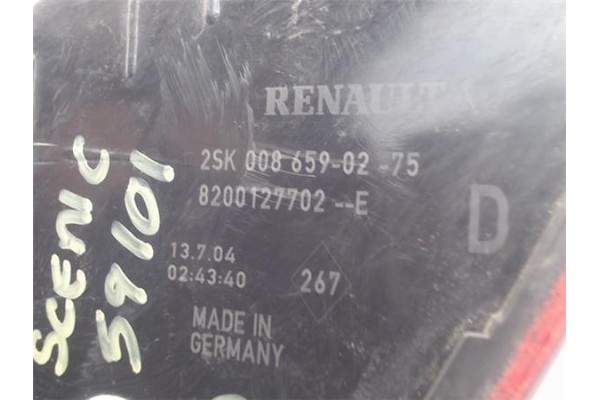 RENAULT
2SK 008 659-02 -75
8200127702 --E
D
13.7.04
02:43:40
267
MADE IN
GERMANY
SCENIC
59101